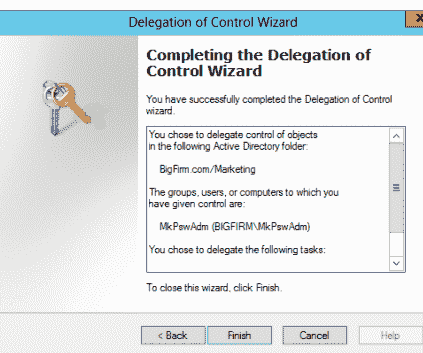 Delegation of Control Wizard
x
Completing the Delegation of
Control Wizard
You have successfully completed the Delegation of Control
wizard.
You chose to delegate control of objects
in the following Active Directory folder:
BigFirm.com/Marketing
The groups, users, or computers to which you
have given control are:
MkPswAdm (BIGFIRM\MkPswAdm)
You chose to delegate the following tasks:
To close this wizard, click Finish.
< Back
Finish
Cancel
Help